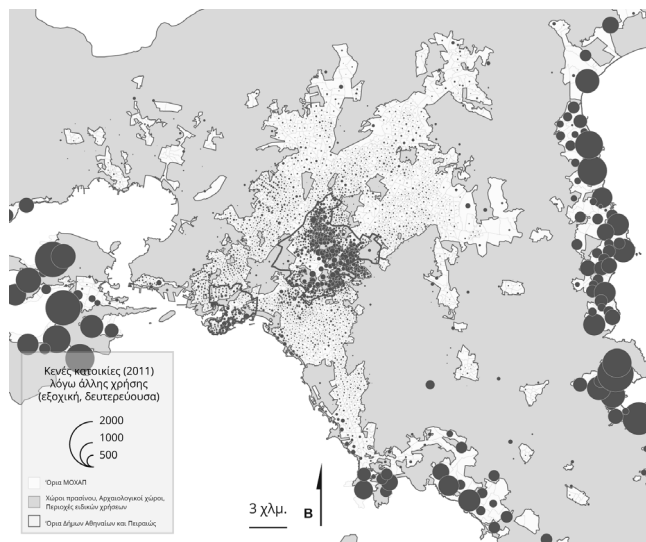 Κενές κατοικίες (2011)
λόγω άλλης χρήσης
(εξοχική, δευτερεύουσα)
2000
1000
500
Όρια ΜΟΧΑΠ
Χώροι πρασίνου, Αρχαιολογικοί χώροι,
Περιοχές ειδικών χρήσεων
Όρια Δήμων Αθηναίων και Πειραιώς
3 χλμ.
Β